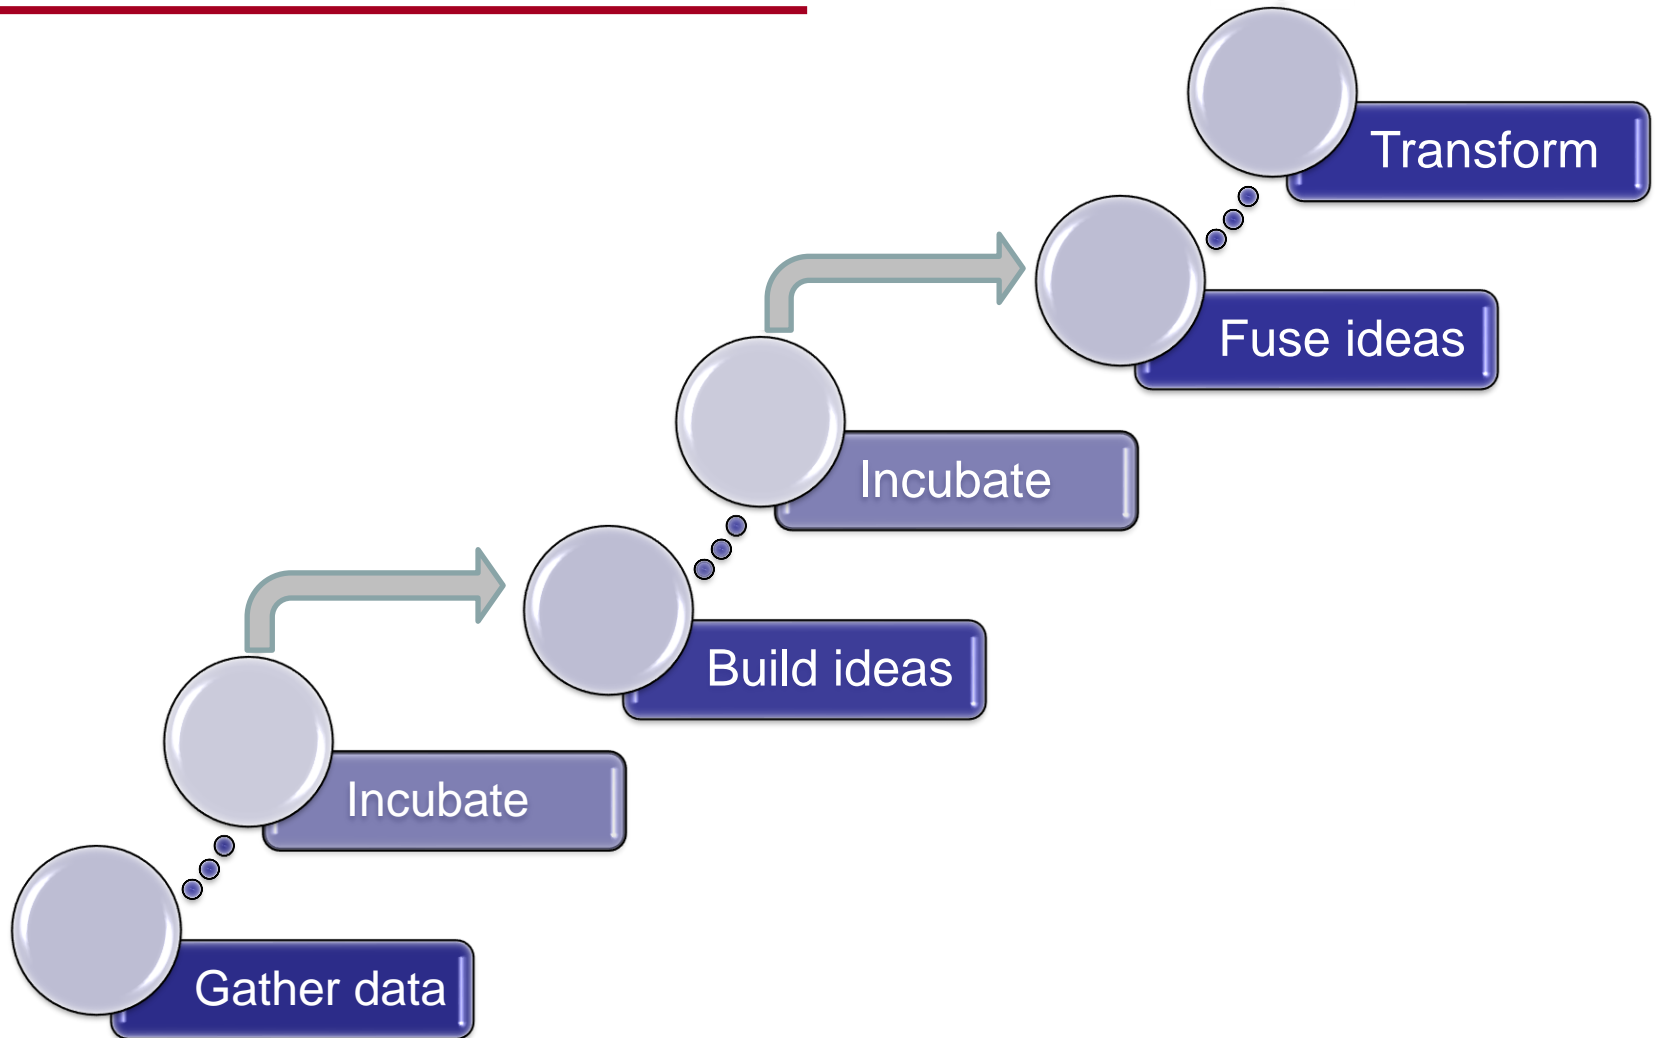 Transform
Fuse ideas
Incubate
Build ideas
Incubate
Gather data